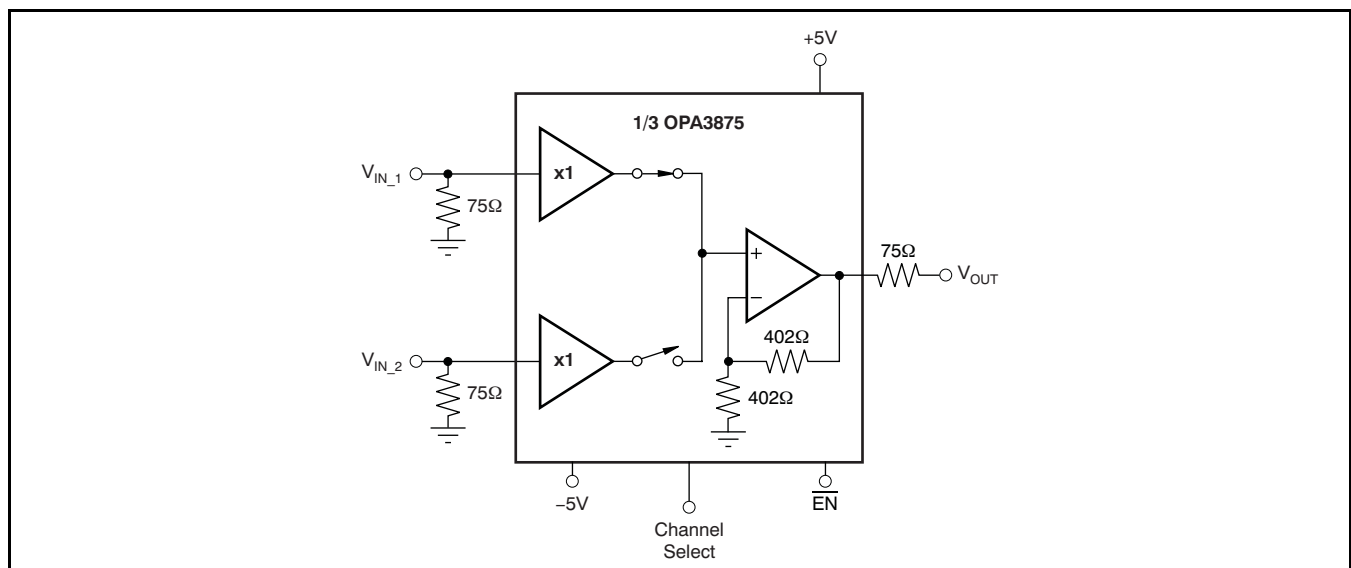 +5V
1/3 OPA3875
V_IN_1
x1
75Ω
75Ω
V_OUT
+
−
V_IN_2
x1
402Ω
75Ω
402Ω
−5V
Channel
Select
EN